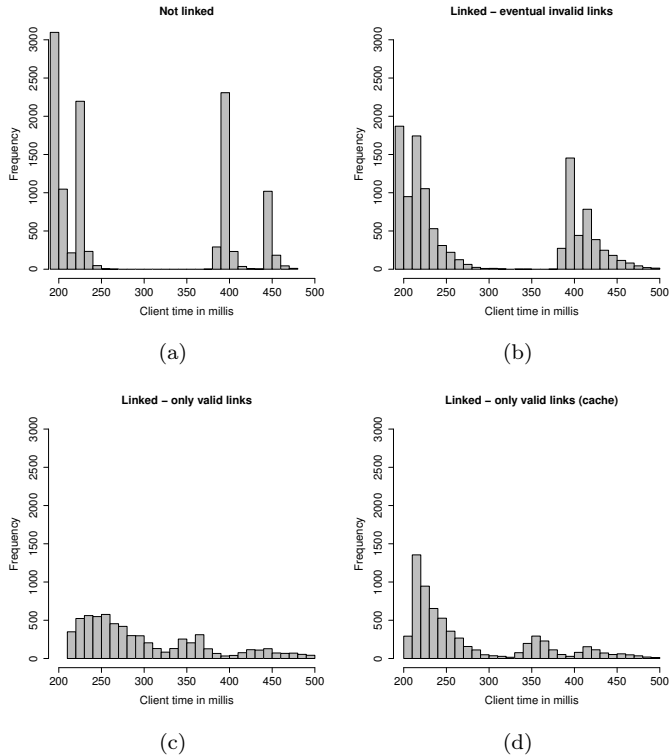 Not linked
Frequency
0 500 1000 1500 2000 2500 3000
200 250 300 350 400 450 500
Client time in millis
(a)
Linked − eventual invalid links
Frequency
0 500 1000 1500 2000 2500 3000
200 250 300 350 400 450 500
Client time in millis
(b)
Linked − only valid links
Frequency
0 500 1000 1500 2000 2500 3000
200 250 300 350 400 450 500
Client time in millis
(c)
Linked − only valid links (cache)
Frequency
0 500 1000 1500 2000 2500 3000
200 250 300 350 400 450 500
Client time in millis
(d)